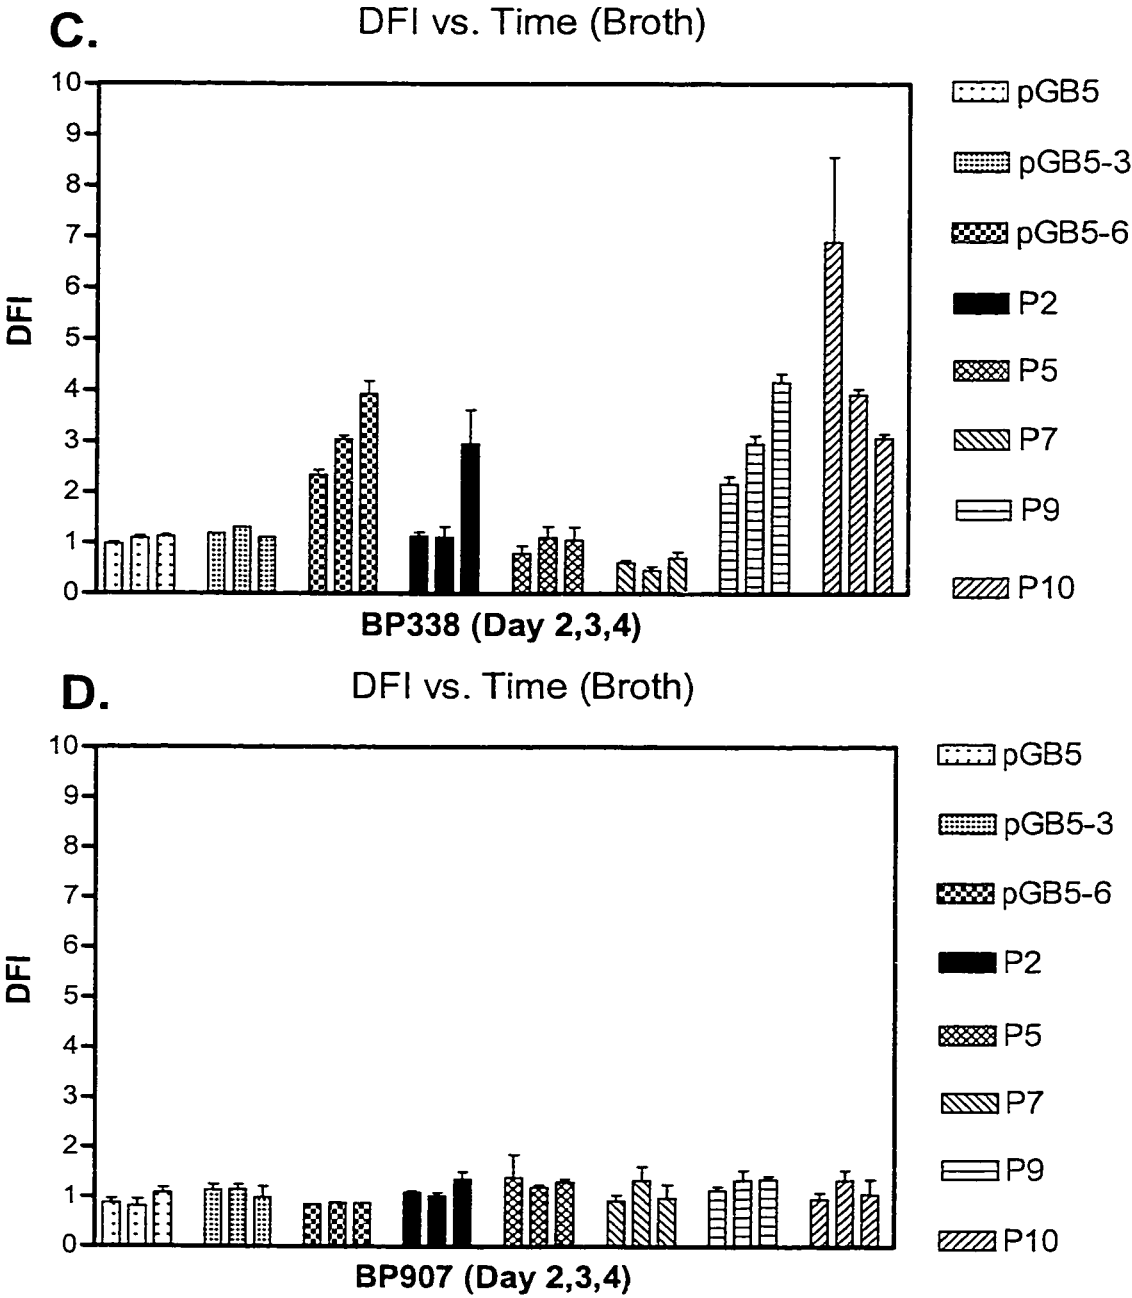 C.
DFI vs. Time (Broth)
10
9
8
7
6
5
4
3
2
1
0
DFI
BP338 (Day 2,3,4)
pGB5
pGB5-3
pGB5-6
P2
P5
P7
P9
P10
D.
DFI vs. Time (Broth)
10
9
8
7
6
5
4
3
2
1
0
DFI
BP907 (Day 2,3,4)
pGB5
pGB5-3
pGB5-6
P2
P5
P7
P9
P10